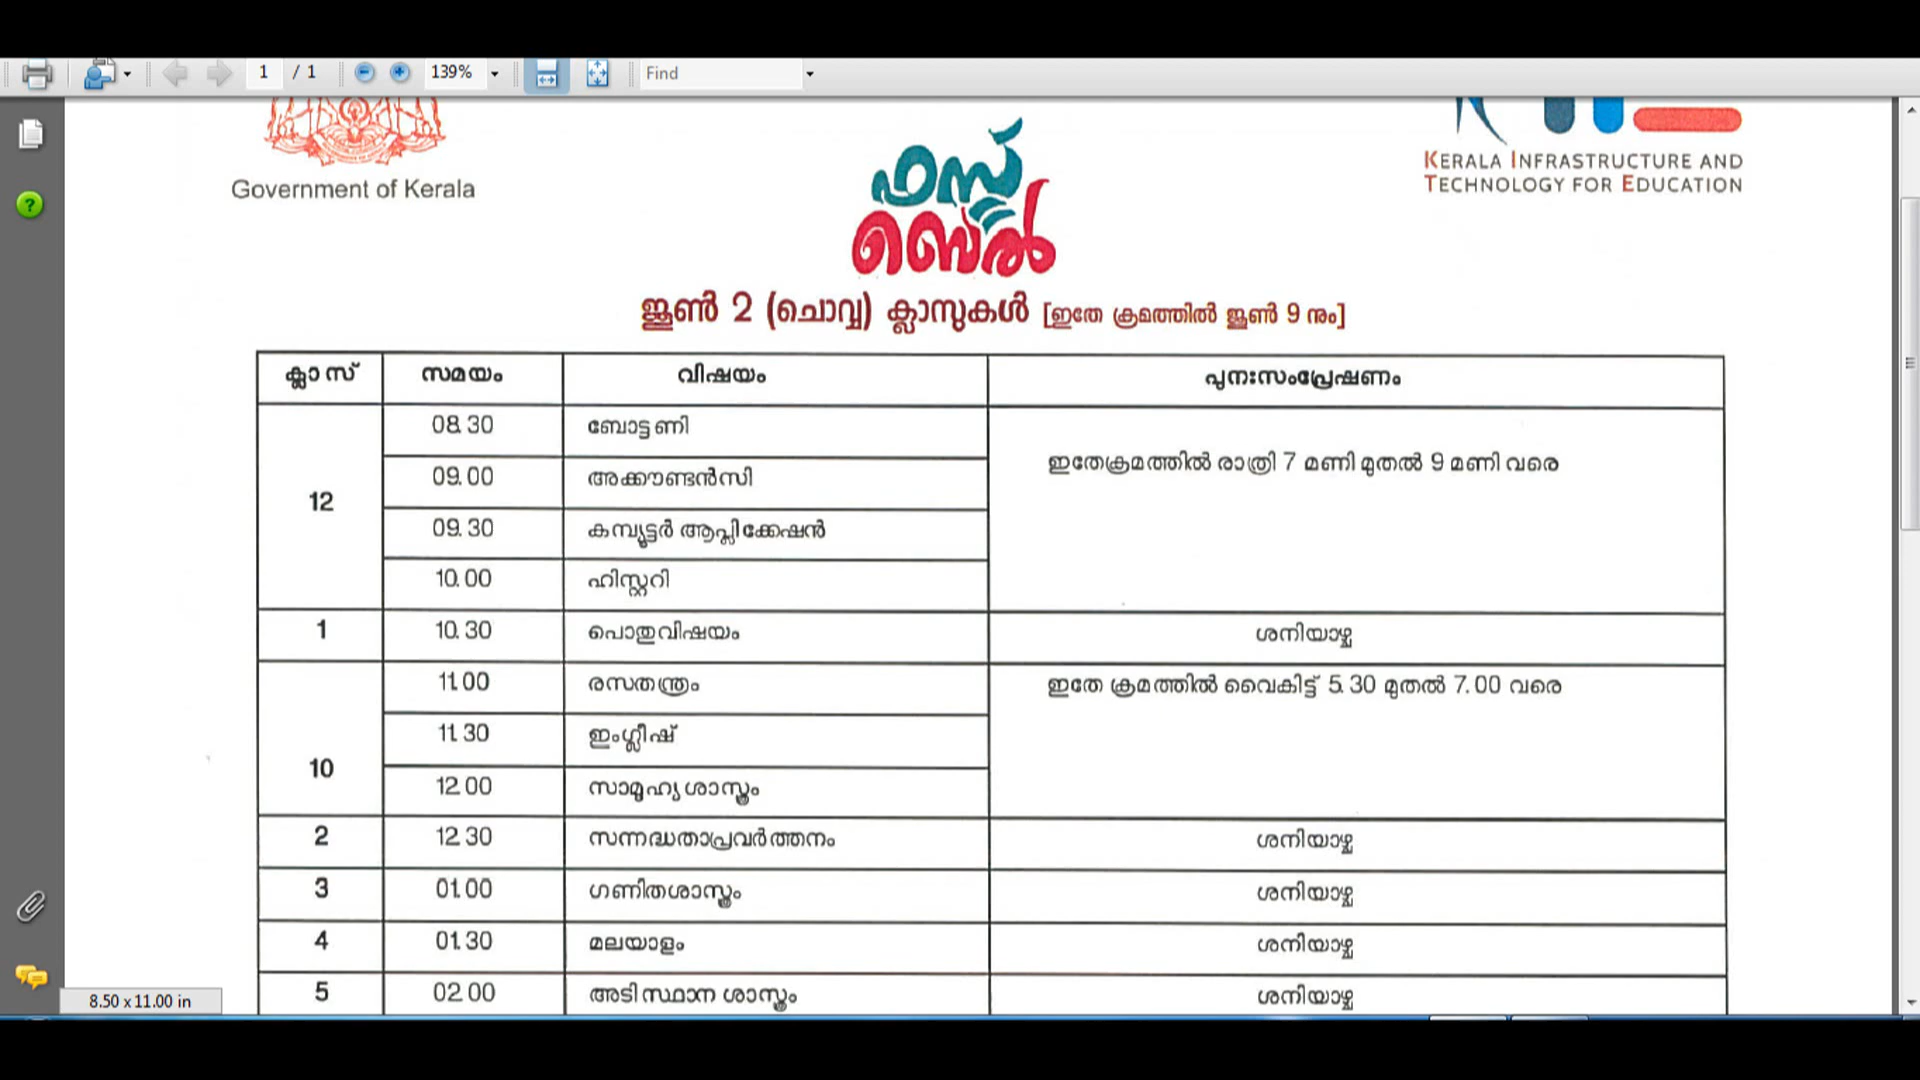 1 / 1 139% Find
Government of Kerala
KERALA INFRASTRUCTURE AND
TECHNOLOGY FOR EDUCATION
ഫസ്റ്റ്
ബെൽ
ജൂൺ 2 (ചൊവ്വ) ക്ലാസുകൾ [ഇതേ ക്രമത്തിൽ ജൂൺ 9 നും]
ക്ലാസ് സമയം വിഷയം പുനഃസംപ്രേഷണം
12 08.30 ബോട്ടണി ഇതേക്രമത്തിൽ രാത്രി 7 മണി മുതൽ 9 മണി വരെ
09.00 അക്കൗണ്ടൻസി
09.30 കമ്പ്യൂട്ടർ ആപ്ലിക്കേഷൻ
10.00 ഹിസ്റ്ററി
1 10.30 പൊതുവിഷയം ശനിയാഴ്ച
10 11.00 രസതന്ത്രം ഇതേ ക്രമത്തിൽ വൈകിട്ട് 5.30 മുതൽ 7.00 വരെ
11.30 ഇംഗ്ലീഷ്
12.00 സാമൂഹ്യശാസ്ത്രം
2 12.30 സന്നദ്ധതാപ്രവർത്തനം ശനിയാഴ്ച
3 01.00 ഗണിതശാസ്ത്രം ശനിയാഴ്ച
4 01.30 മലയാളം ശനിയാഴ്ച
5 02.00 അടിസ്ഥാന ശാസ്ത്രം ശനിയാഴ്ച
8.50 x 11.00 in